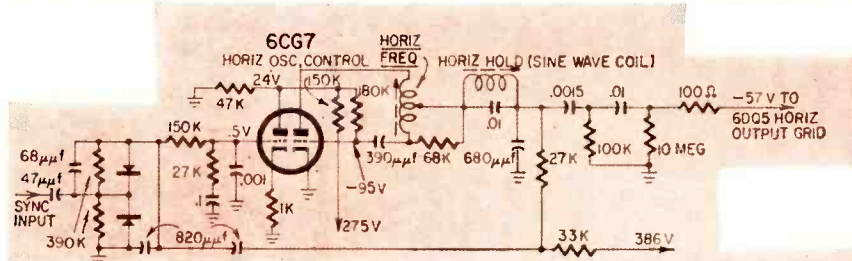 6CG7
HORIZ OSC CONTROL
HORIZ
FREQ
HORIZ HOLD (SINE WAVE COIL)
24V
150K
180K
47K
.0015
.01
100Ω
-57V TO
6DQ5 HORIZ
OUTPUT GRID
150K
.5V
.01
68μμf
47μμf
27K
.001
390μμf
68K
680μμf
27K
100K
10 MEG
SYNC
INPUT
.1
1K
-95V
275V
390K
820μμf
33K
386V